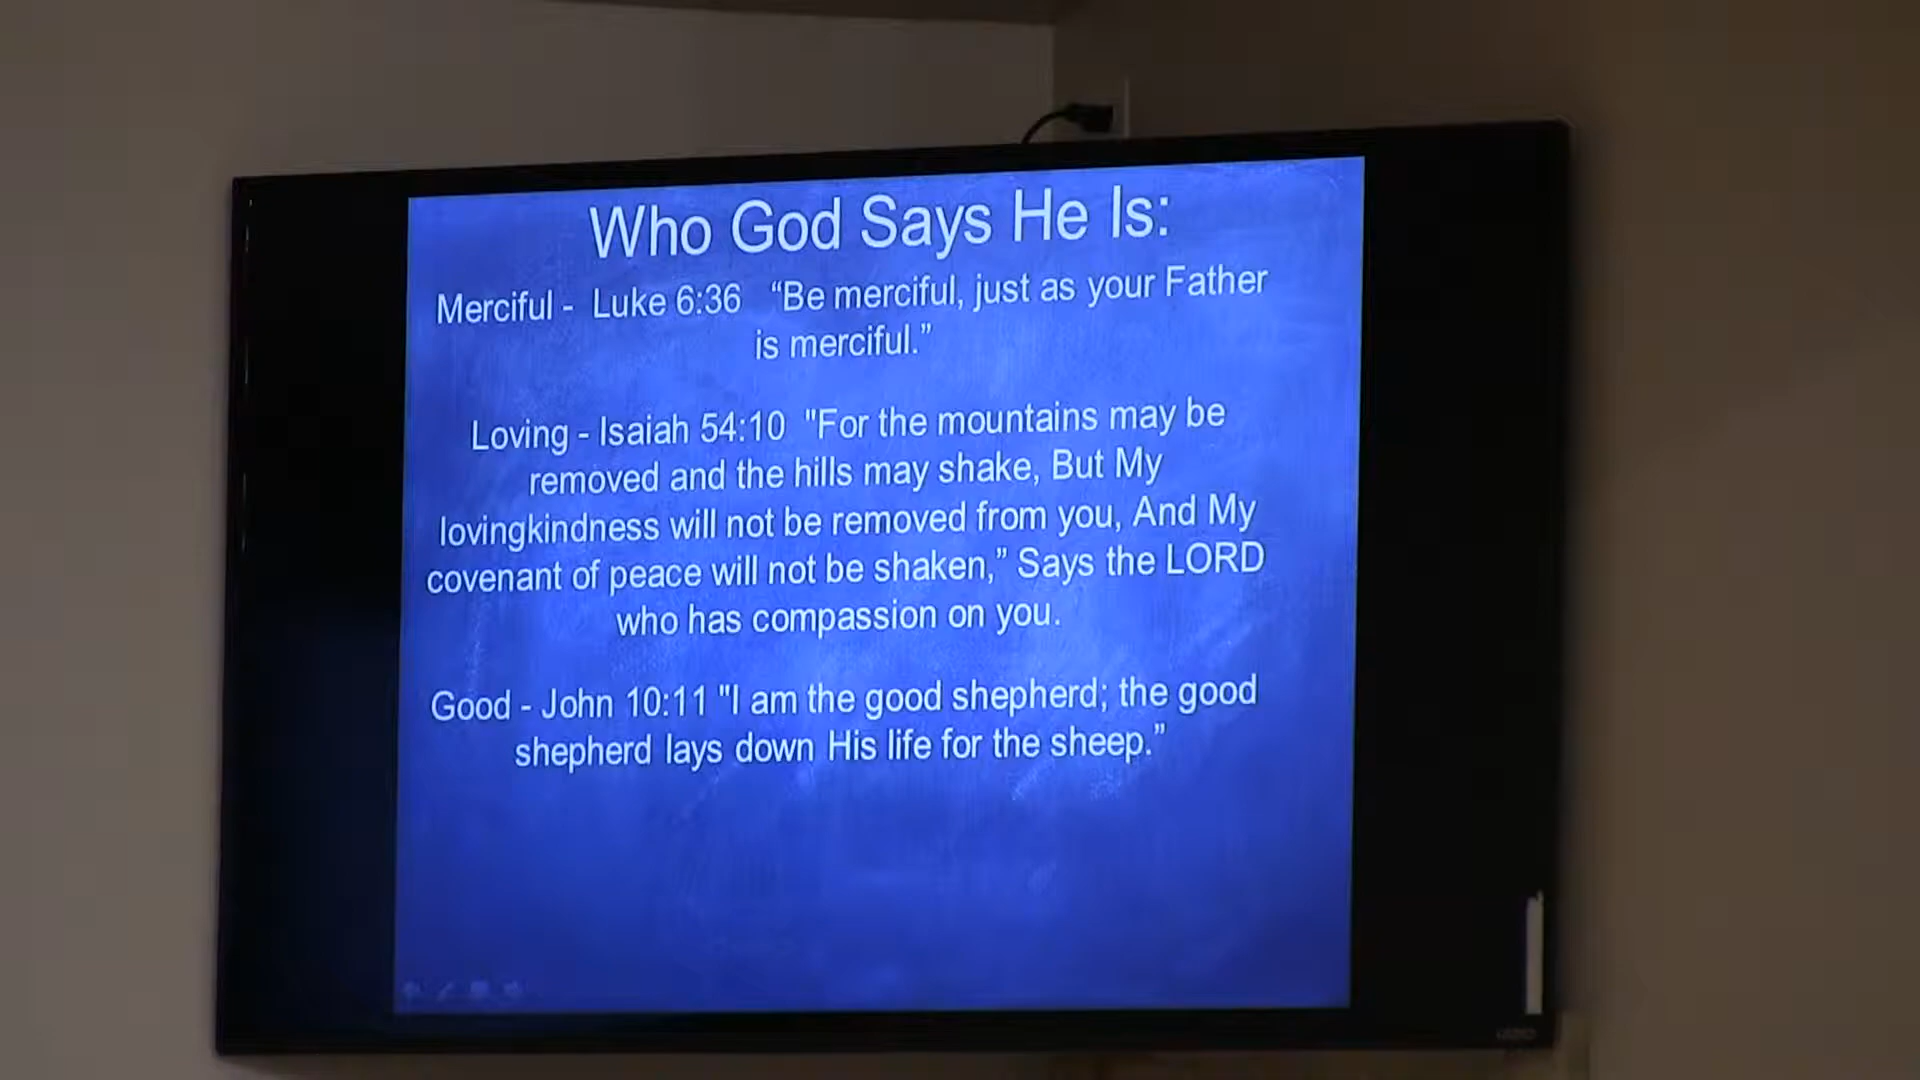 Who God Says He Is:
Merciful - Luke 6:36 “Be merciful, just as your Father
is merciful.”
Loving - Isaiah 54:10 "For the mountains may be
removed and the hills may shake, But My
lovingkindness will not be removed from you, And My
covenant of peace will not be shaken,” Says the LORD
who has compassion on you.
Good - John 10:11 "I am the good shepherd; the good
shepherd lays down His life for the sheep.”